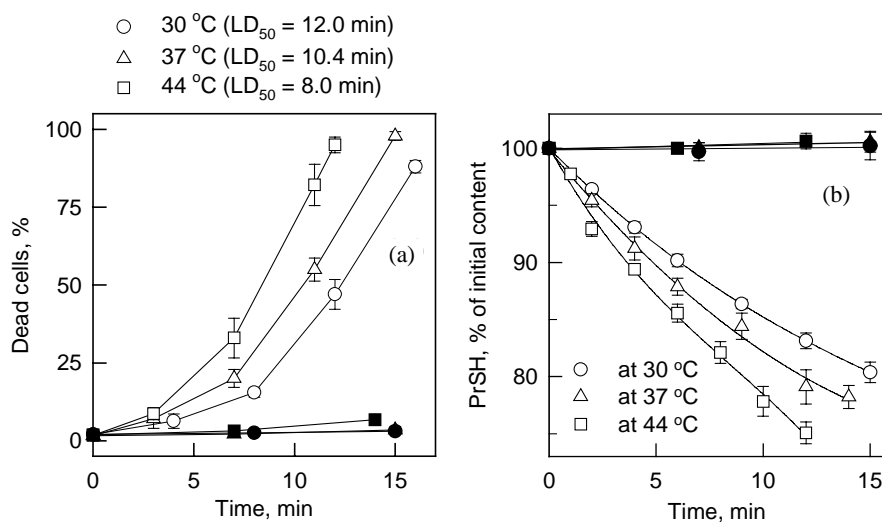 30 °C (LD50 = 12.0 min)
37 °C (LD50 = 10.4 min)
44 °C (LD50 = 8.0 min)
100
75
50
25
0
Dead cells, %
(a)
0 5 10 15
Time, min
100
90
80
70
PrSH, % of initial content
(b)
at 30 °C
at 37 °C
at 44 °C
0 5 10 15
Time, min